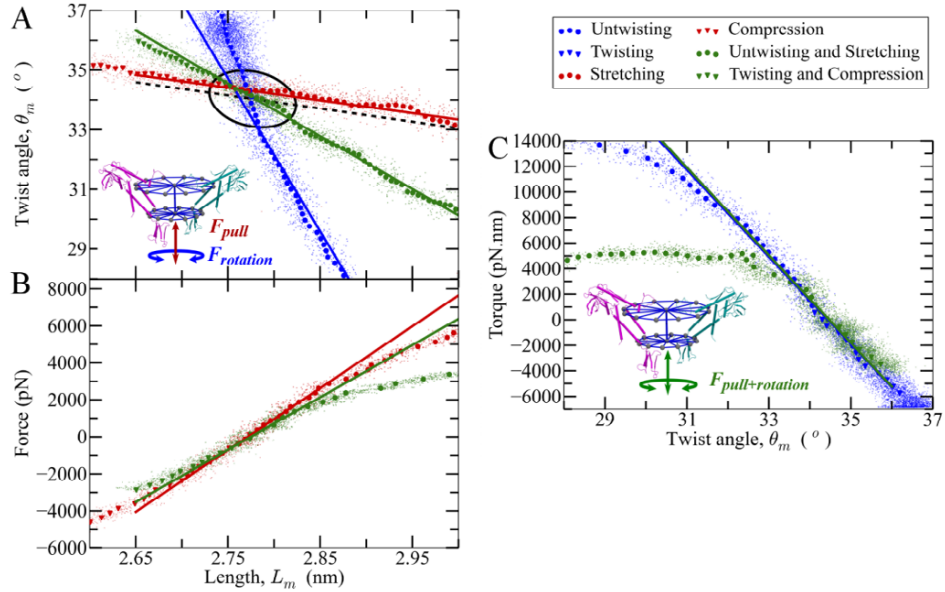 A
37
35
33
31
29
Twist angle, θm ( o )
Fpull
Frotation
B
8000
6000
4000
2000
0
−2000
−4000
−6000
Force (pN)
2.65
2.75
2.85
2.95
Length, Lm (nm)
Untwisting
Twisting
Stretching
Compression
Untwisting and Stretching
Twisting and Compression
C
14000
12000
10000
8000
6000
4000
2000
0
−2000
−4000
−6000
Torque (pN.nm)
Fpull+rotation
29
31
33
35
37
Twist angle, θm ( o )